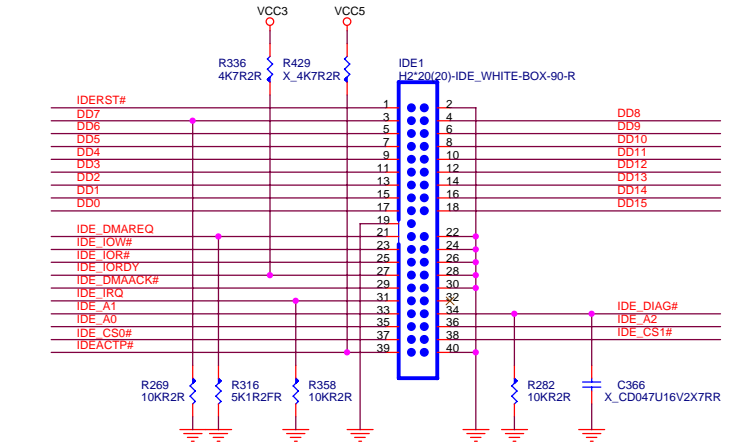 VCC3 VCC5
R336 R429 IDE1
4K7R2R X_4K7R2R H2*20(20)-IDE_WHITE-BOX-90-R
IDERST# 1 2
DD7 3 4 DD8
DD6 5 6 DD9
DD5 7 8 DD10
DD4 9 10 DD11
DD3 11 12 DD12
DD2 13 14 DD13
DD1 15 16 DD14
DD0 17 18 DD15
19
IDE_DMAREQ 21 22
IDE_IOW# 23 24
IDE_IOR# 25 26
IDE_IORDY 27 28
IDE_DMAACK# 29 30
IDE_IRQ 31 32
IDE_A1 33 34 IDE_DIAG#
IDE_A0 35 36 IDE_A2
IDE_CS0# 37 38 IDE_CS1#
IDEACTP# 39 40
R269 R316 R358 R282 C366
10KR2R 5K1R2FR 10KR2R 10KR2R X_CD047U16V2X7RR